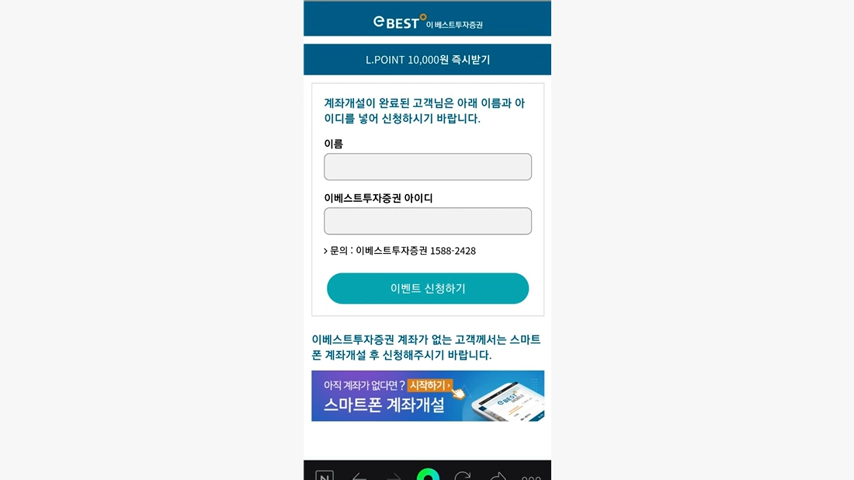 eBEST 이베스트투자증권
L.POINT 10,000원 즉시받기
계좌개설이 완료된 고객님은 아래 이름과 아
이디를 넣어 신청하시기 바랍니다.
이름
이베스트투자증권 아이디
> 문의 : 이베스트투자증권 1588-2428
이벤트 신청하기
이베스트투자증권 계좌가 없는 고객께서는 스마트
폰 계좌개설 후 신청해주시기 바랍니다.
아직 계좌가 없다면 ? 시작하기 ›
스마트폰 계좌개설
eBEST
N